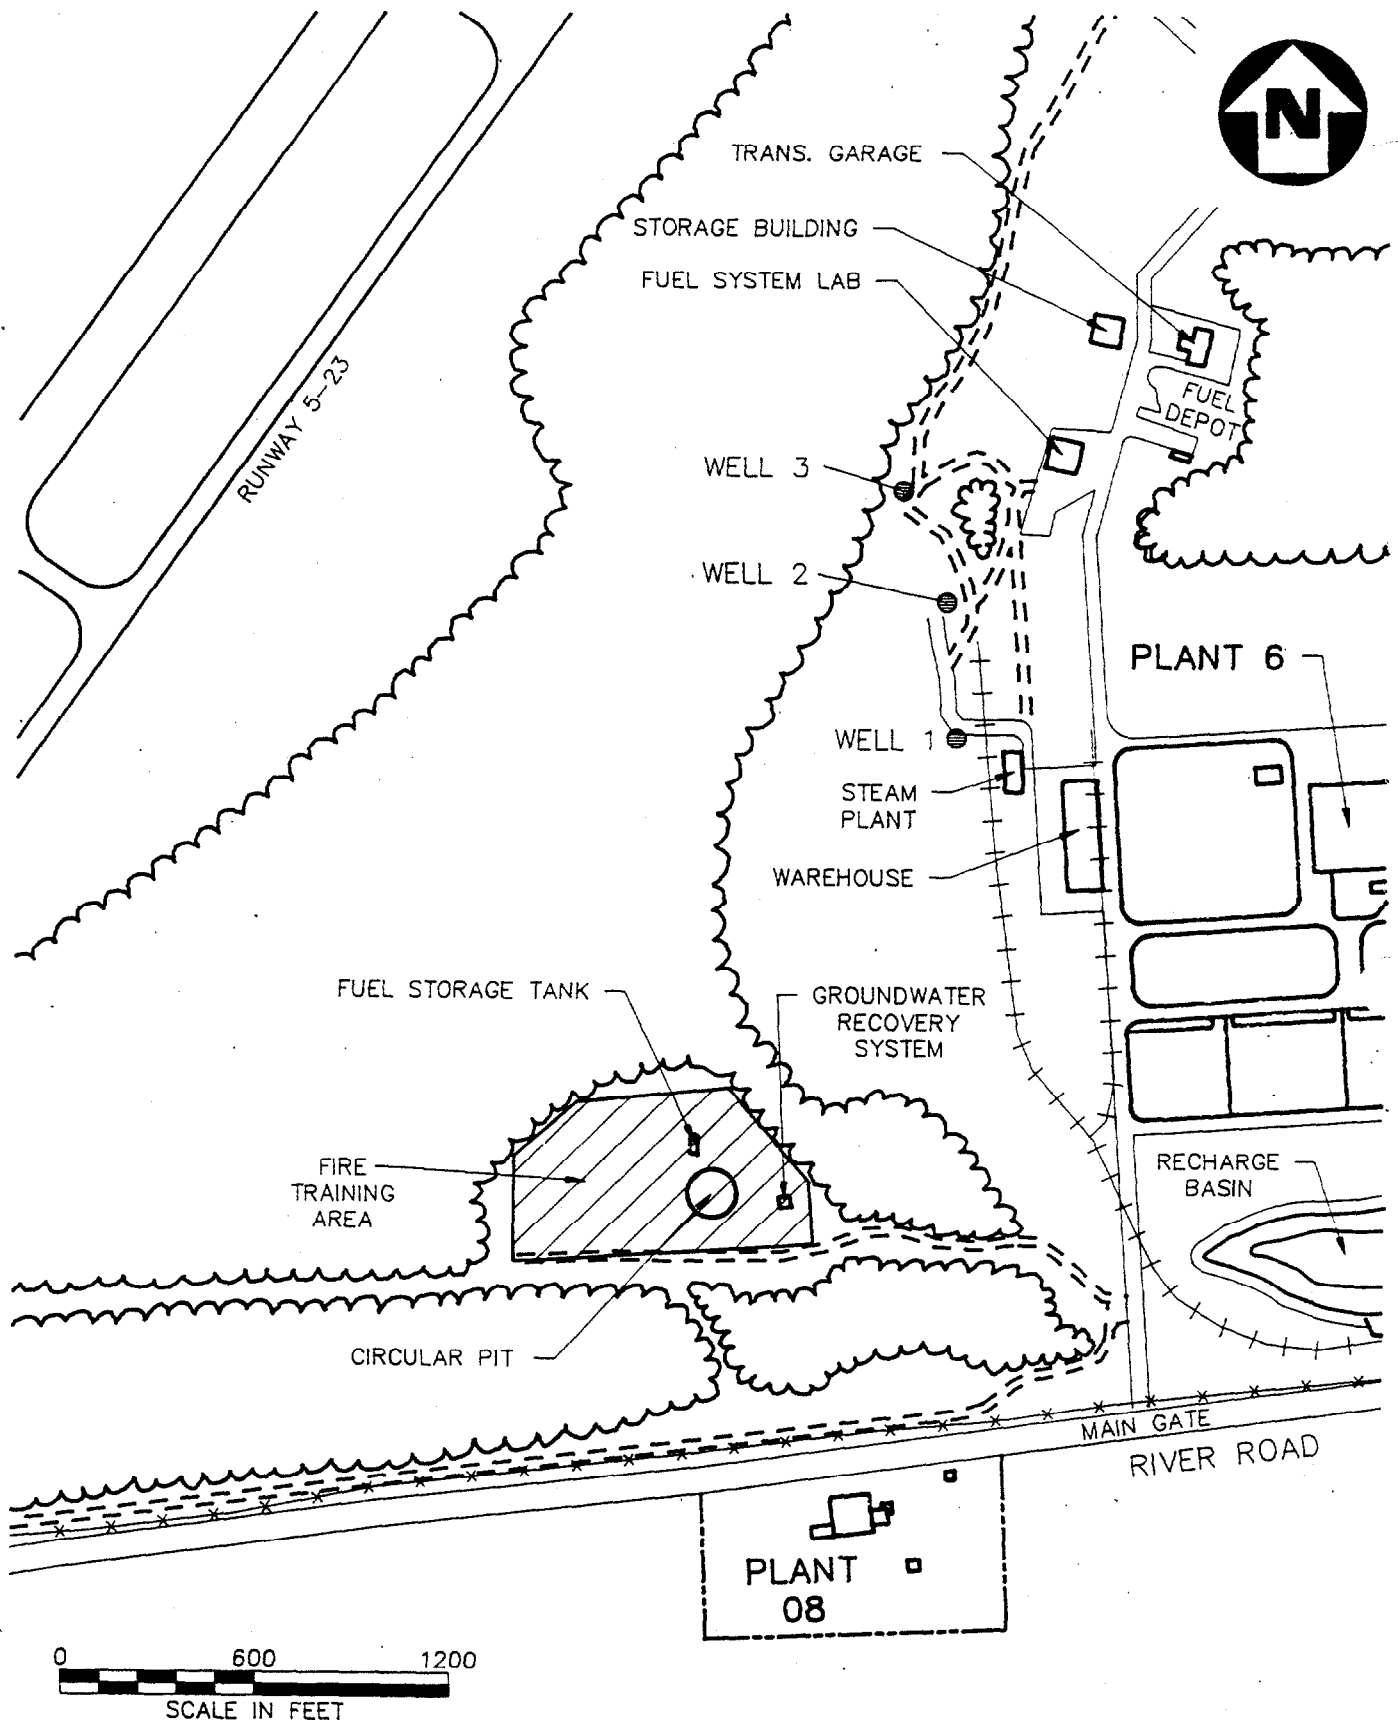 N
TRANS. GARAGE
STORAGE BUILDING
FUEL SYSTEM LAB
RUNWAY 5-23
FUEL
DEPOT
WELL 3
WELL 2
PLANT 6
WELL 1
STEAM
PLANT
WAREHOUSE
FUEL STORAGE TANK
GROUNDWATER
RECOVERY
SYSTEM
FIRE
TRAINING
AREA
RECHARGE
BASIN
CIRCULAR PIT
MAIN GATE
RIVER ROAD
PLANT
08
0 600 1200
SCALE IN FEET